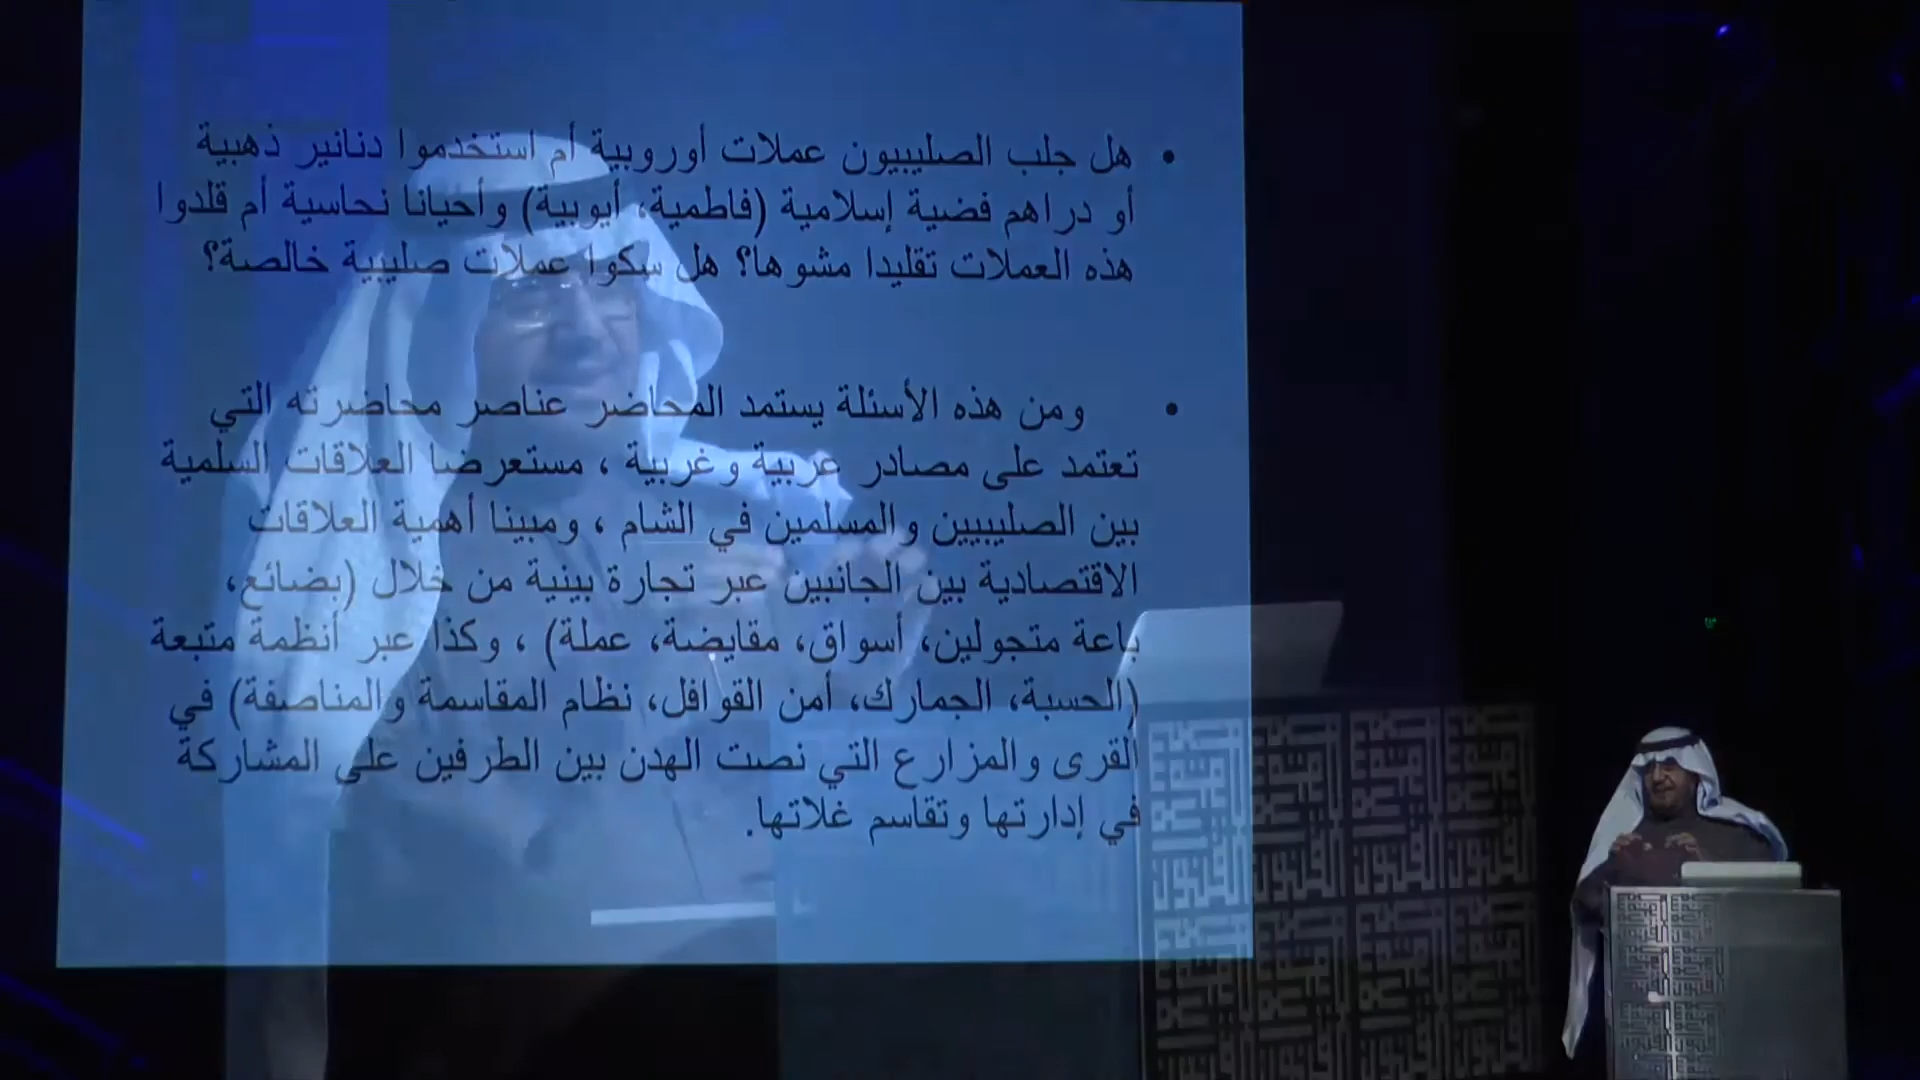 • هل جلب الصليبيون عملات أوروبية أم استخدموا دنانير ذهبية
أو دراهم فضية إسلامية (فاطمية، أيوبية) وأحيانا نحاسية أم قلدوا
هذه العملات تقليدا مشوها؟ هل سكوا عملات صليبية خالصة؟
• ومن هذه الأسئلة يستمد المحاضر عناصر محاضرته التي
تعتمد على مصادر عربية وغربية ، مستعرضا العلاقات السلمية
بين الصليبيين والمسلمين في الشام ، ومبينا أهمية العلاقات
الاقتصادية بين الجانبين عبر تجارة بينية من خلال (بضائع،
باعة متجولين، أسواق، مقايضة، عملة) ، وكذا عبر أنظمة متبعة
(الحسبة، الجمارك، أمن القوافل، نظام المقاسمة والمناصفة) في
القرى والمزارع التي نصت الهدن بين الطرفين على المشاركة
في إدارتها وتقاسم غلاتها.